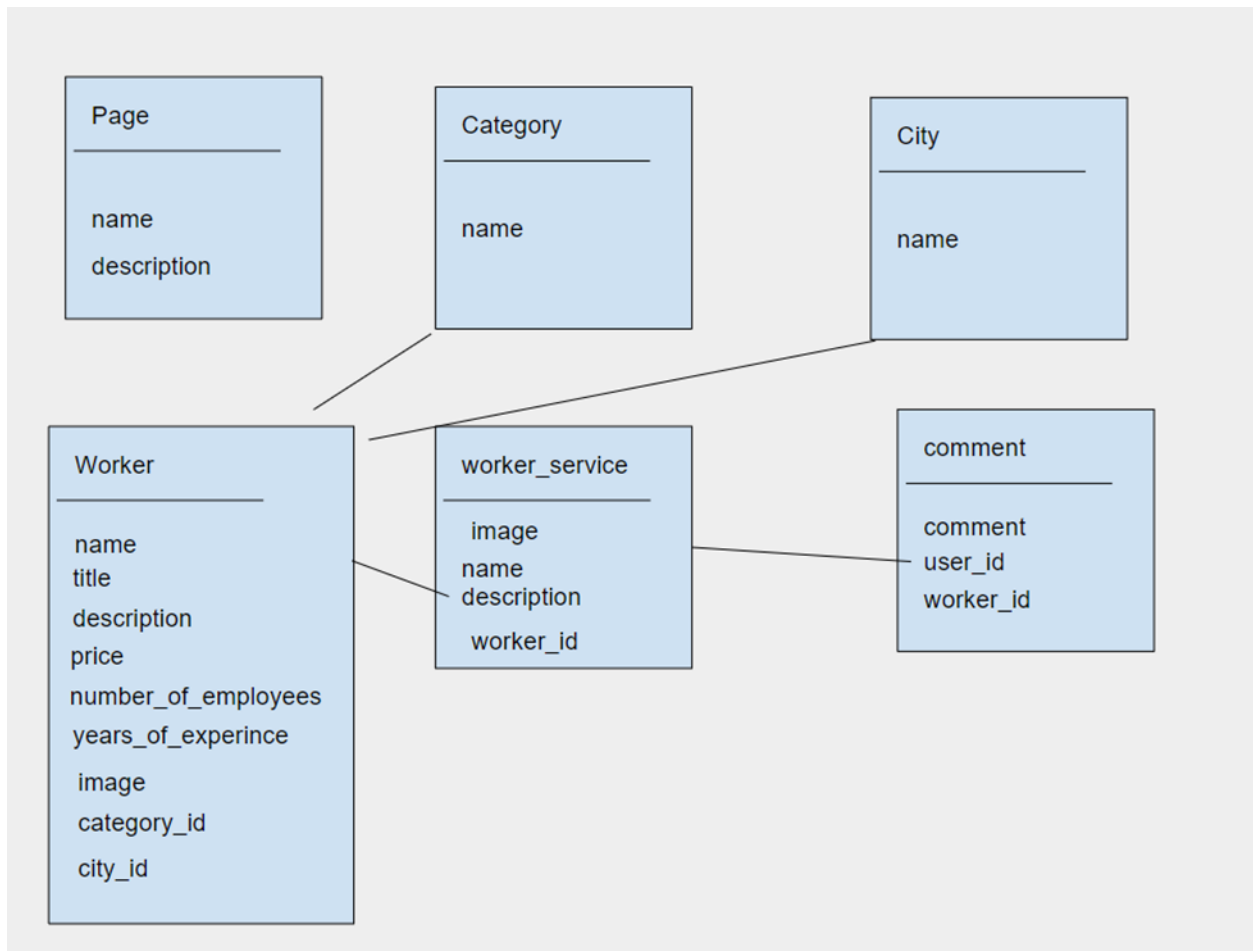 Page
name
description
Category
name
City
name
Worker
name
title
description
price
number_of_employees
years_of_experince
image
category_id
city_id
worker_service
image
name
description
worker_id
comment
comment
user_id
worker_id